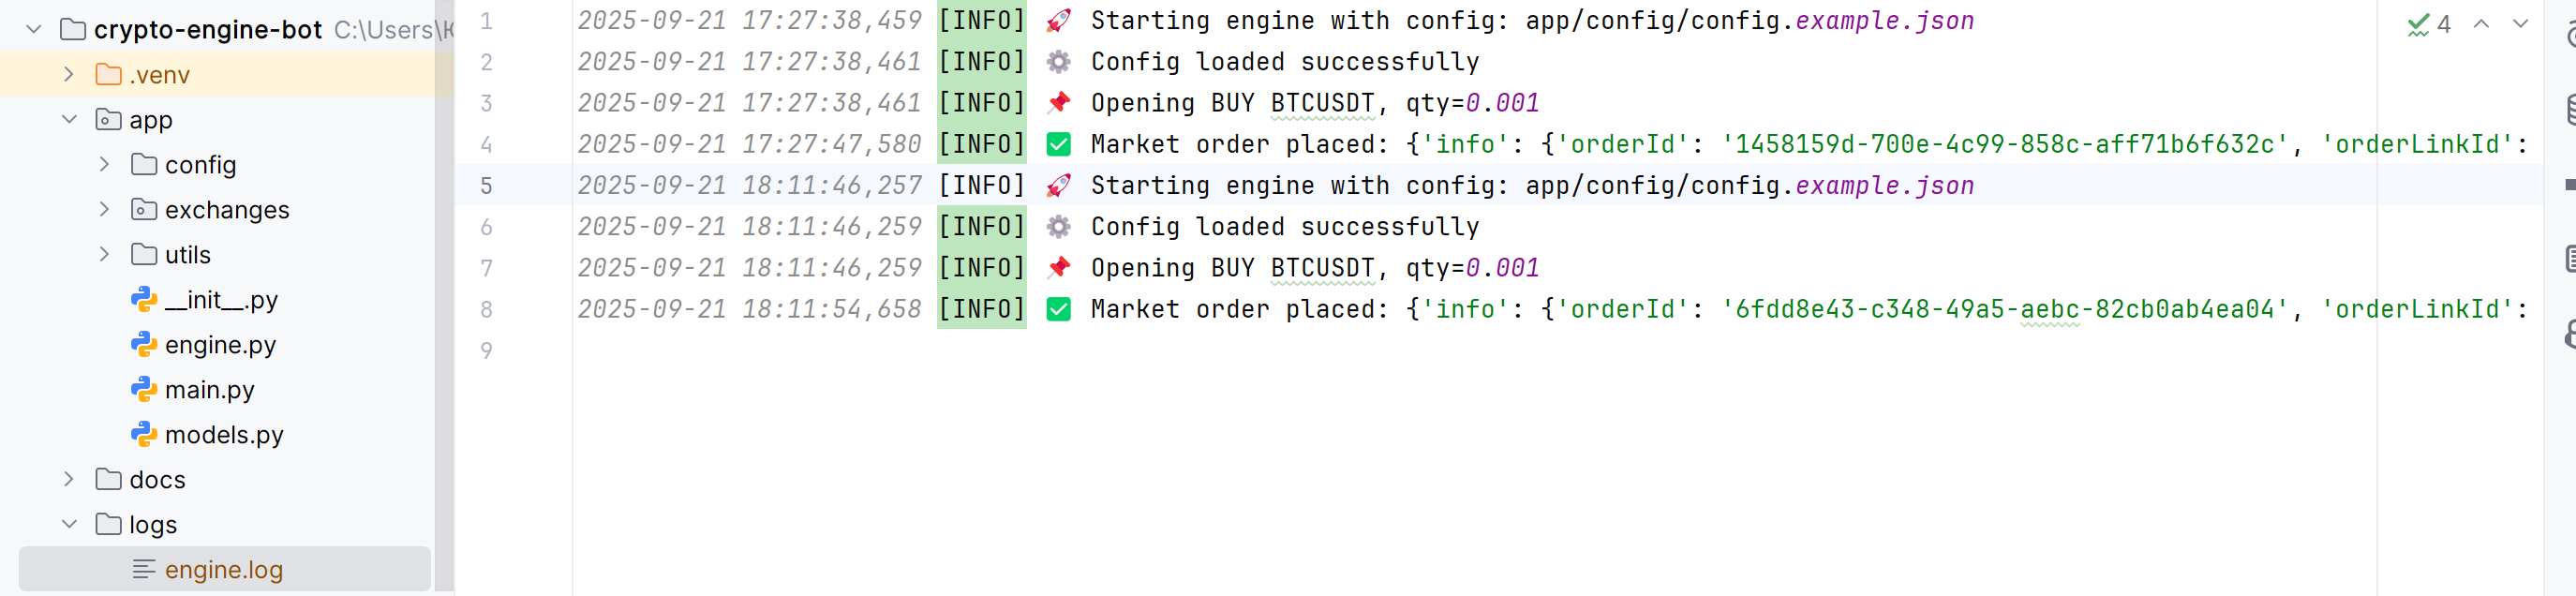 crypto-engine-bot C:\Users\
.venv
app
config
exchanges
utils
__init__.py
engine.py
main.py
models.py
docs
logs
engine.log
1 2025-09-21 17:27:38,459 [INFO] 🚀 Starting engine with config: app/config/config.example.json
2 2025-09-21 17:27:38,461 [INFO] ⚙️ Config loaded successfully
3 2025-09-21 17:27:38,461 [INFO] 📌 Opening BUY BTCUSDT, qty=0.001
4 2025-09-21 17:27:47,580 [INFO] ✅ Market order placed: {'info': {'orderId': '1458159d-700e-4c99-858c-aff71b6f632c', 'orderLinkId':
5 2025-09-21 18:11:46,257 [INFO] 🚀 Starting engine with config: app/config/config.example.json
6 2025-09-21 18:11:46,259 [INFO] ⚙️ Config loaded successfully
7 2025-09-21 18:11:46,259 [INFO] 📌 Opening BUY BTCUSDT, qty=0.001
8 2025-09-21 18:11:54,658 [INFO] ✅ Market order placed: {'info': {'orderId': '6fdd8e43-c348-49a5-aebc-82cb0ab4ea04', 'orderLinkId':
9
4